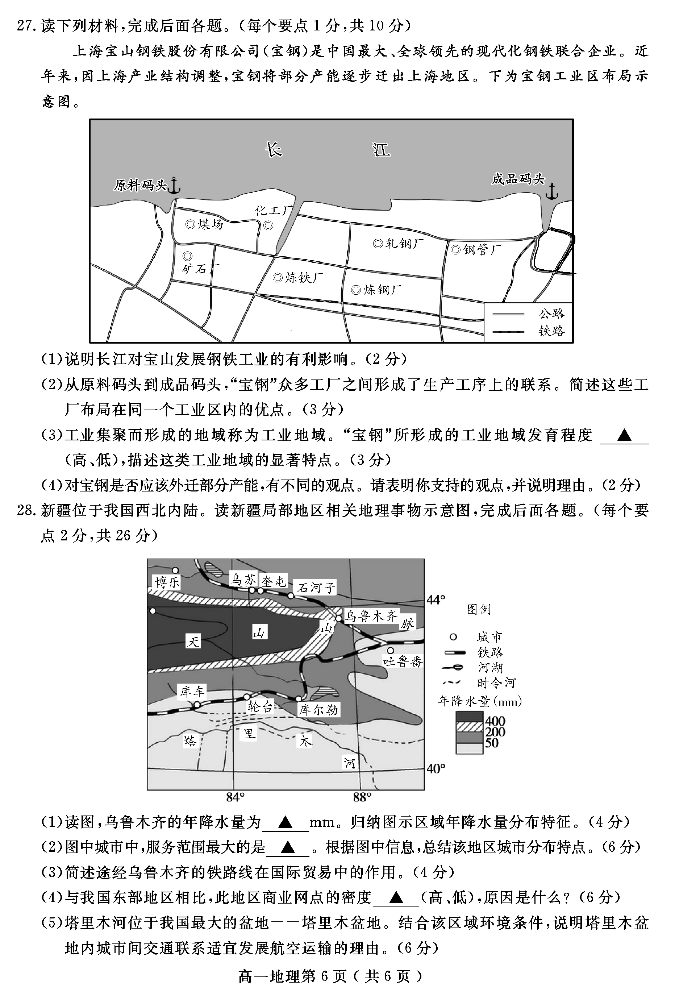 27. 读下列材料,完成后面各题。(每个要点 1 分,共 10 分)
上海宝山钢铁股份有限公司(宝钢)是中国最大、全球领先的现代化钢铁联合企业。近
年来,因上海产业结构调整,宝钢将部分产能逐步迁出上海地区。下为宝钢工业区布局示
意图。
长 江
原料码头
成品码头
化工厂
煤场
轧钢厂
钢管厂
矿石厂
炼铁厂
炼钢厂
公路
铁路
(1)说明长江对宝山发展钢铁工业的有利影响。(2 分)
(2)从原料码头到成品码头,“宝钢”众多工厂之间形成了生产工序上的联系。简述这些工
厂布局在同一个工业区内的优点。(3 分)
(3)工业集聚而形成的地域称为工业地域。“宝钢”所形成的工业地域发育程度 ▲
(高、低),描述这类工业地域的显著特点。(3 分)
(4)对宝钢是否应该外迁部分产能,有不同的观点。请表明你支持的观点,并说明理由。(2 分)
28. 新疆位于我国西北内陆。读新疆局部地区相关地理事物示意图,完成后面各题。(每个要
点 2 分,共 26 分)
博乐
乌苏 奎屯
石河子
44°
图例
乌鲁木齐
脉
山
山
天
城市
铁路
吐鲁番
河湖
时令河
库车
轮台
库尔勒
年降水量(mm)
400
200
50
里
塔
木
河
40°
84° 88°
(1)读图,乌鲁木齐的年降水量为 ▲ mm。归纳图示区域年降水量分布特征。(4 分)
(2)图中城市中,服务范围最大的是 ▲ 。根据图中信息,总结该地区城市分布特点。(6 分)
(3)简述途经乌鲁木齐的铁路线在国际贸易中的作用。(4 分)
(4)与我国东部地区相比,此地区商业网点的密度 ▲ (高、低),原因是什么?(6 分)
(5)塔里木河位于我国最大的盆地——塔里木盆地。结合该区域环境条件,说明塔里木盆
地内城市间交通联系适宜发展航空运输的理由。(6 分)
高一地理第 6 页 ( 共 6 页 )